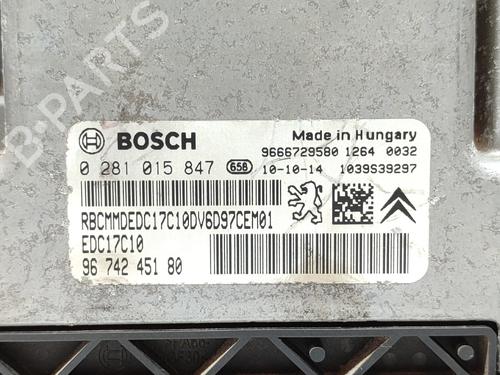 B-PARTS
BOSCH
Made in Hungary
9666729580 1264 0032
0 281 015 847 658 10-10-14 1039S39297
RBCMMDEDC17C10DV6D97CEM01
EDC17C10
96 742 451 80